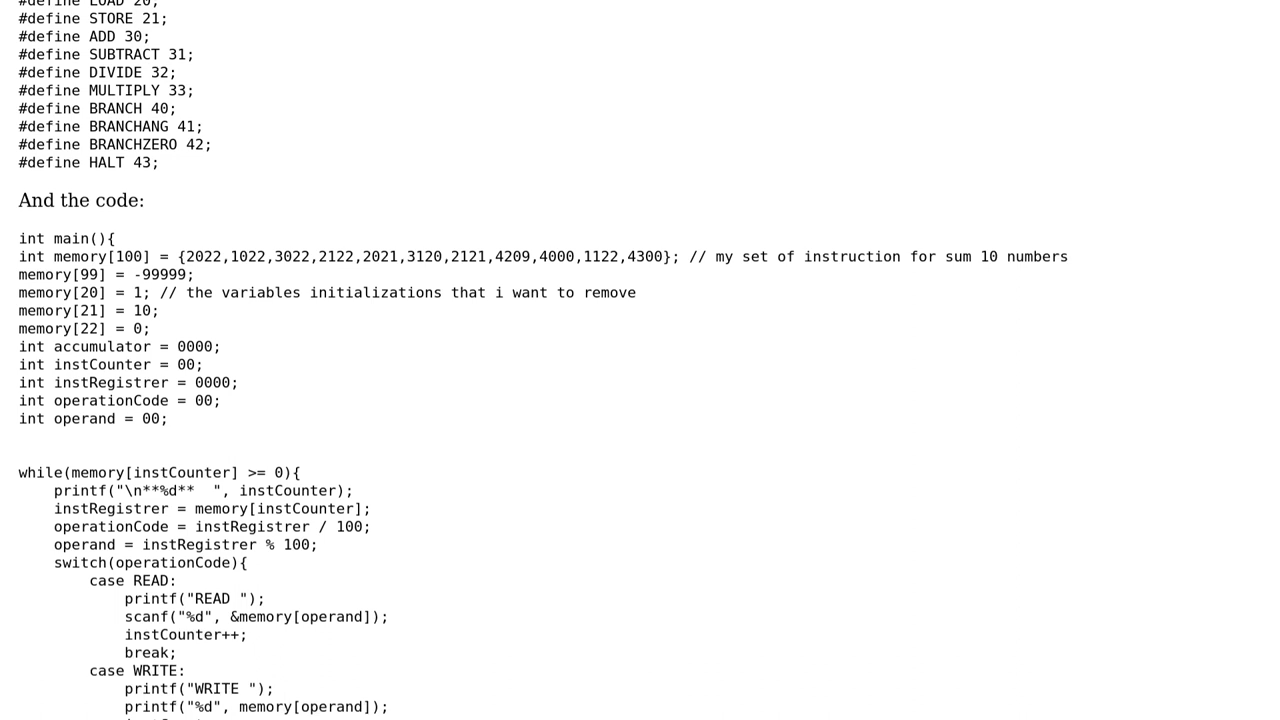 #define LOAD 20;
#define STORE 21;
#define ADD 30;
#define SUBTRACT 31;
#define DIVIDE 32;
#define MULTIPLY 33;
#define BRANCH 40;
#define BRANCHANG 41;
#define BRANCHZERO 42;
#define HALT 43;
And the code:
int main(){
int memory[100] = {2022,1022,3022,2122,2021,3120,2121,4209,4000,1122,4300}; // my set of instruction for sum 10 numbers
memory[99] = -99999;
memory[20] = 1; // the variables initializations that i want to remove
memory[21] = 10;
memory[22] = 0;
int accumulator = 0000;
int instCounter = 00;
int instRegistrer = 0000;
int operationCode = 00;
int operand = 00;
while(memory[instCounter] >= 0){
    printf("\n**%d**  ", instCounter);
    instRegistrer = memory[instCounter];
    operationCode = instRegistrer / 100;
    operand = instRegistrer % 100;
    switch(operationCode){
        case READ:
            printf("READ ");
            scanf("%d", &memory[operand]);
            instCounter++;
            break;
        case WRITE:
            printf("WRITE ");
            printf("%d", memory[operand]);